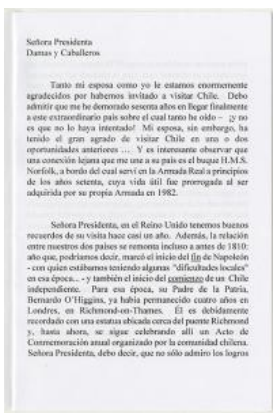 Señora Presidenta
Damas y Caballeros
Tanto mi esposa como yo le estamos enormemente
agradecidos por habernos invitado a visitar Chile. Debo
admitir que me he demorado sesenta años en llegar finalmente
a este extraordinario país sobre el cual tanto he oído – ¡y no
es que no lo haya intentado! Mi esposa, sin embargo, ha
tenido el gran agrado de visitar Chile en una o dos
oportunidades anteriores ... Y es interesante observar que
una conexión lejana que me une a su país es el buque H.M.S.
Norfolk, a bordo del cual serví en la Armada Real a principios
de los años setenta, cuya vida útil fue prorrogada al ser
adquirida por su propia Armada en 1982.
Señora Presidenta, en el Reino Unido tenemos buenos
recuerdos de su visita hace casi un año. Además, la relación
entre nuestros dos países se remonta incluso a antes de 1810:
año que, podríamos decir, marcó el inicio del fin de Napoleón
- con quien estábamos teniendo algunas "dificultades locales"
en esa época... - y también el inicio del comienzo de un Chile
independiente. Para esa época, su Padre de la Patria,
Bernardo O'Higgins, ya había permanecido cuatro años en
Londres, en Richmond-on-Thames. Él es debidamente
recordado con una estatua ubicada cerca del puente Richmond
y, hasta ahora, se sigue celebrando allí un Acto de
Conmemoración anual organizado por la comunidad chilena.
Señora Presidenta, debo decir, que no sólo admiro los logros